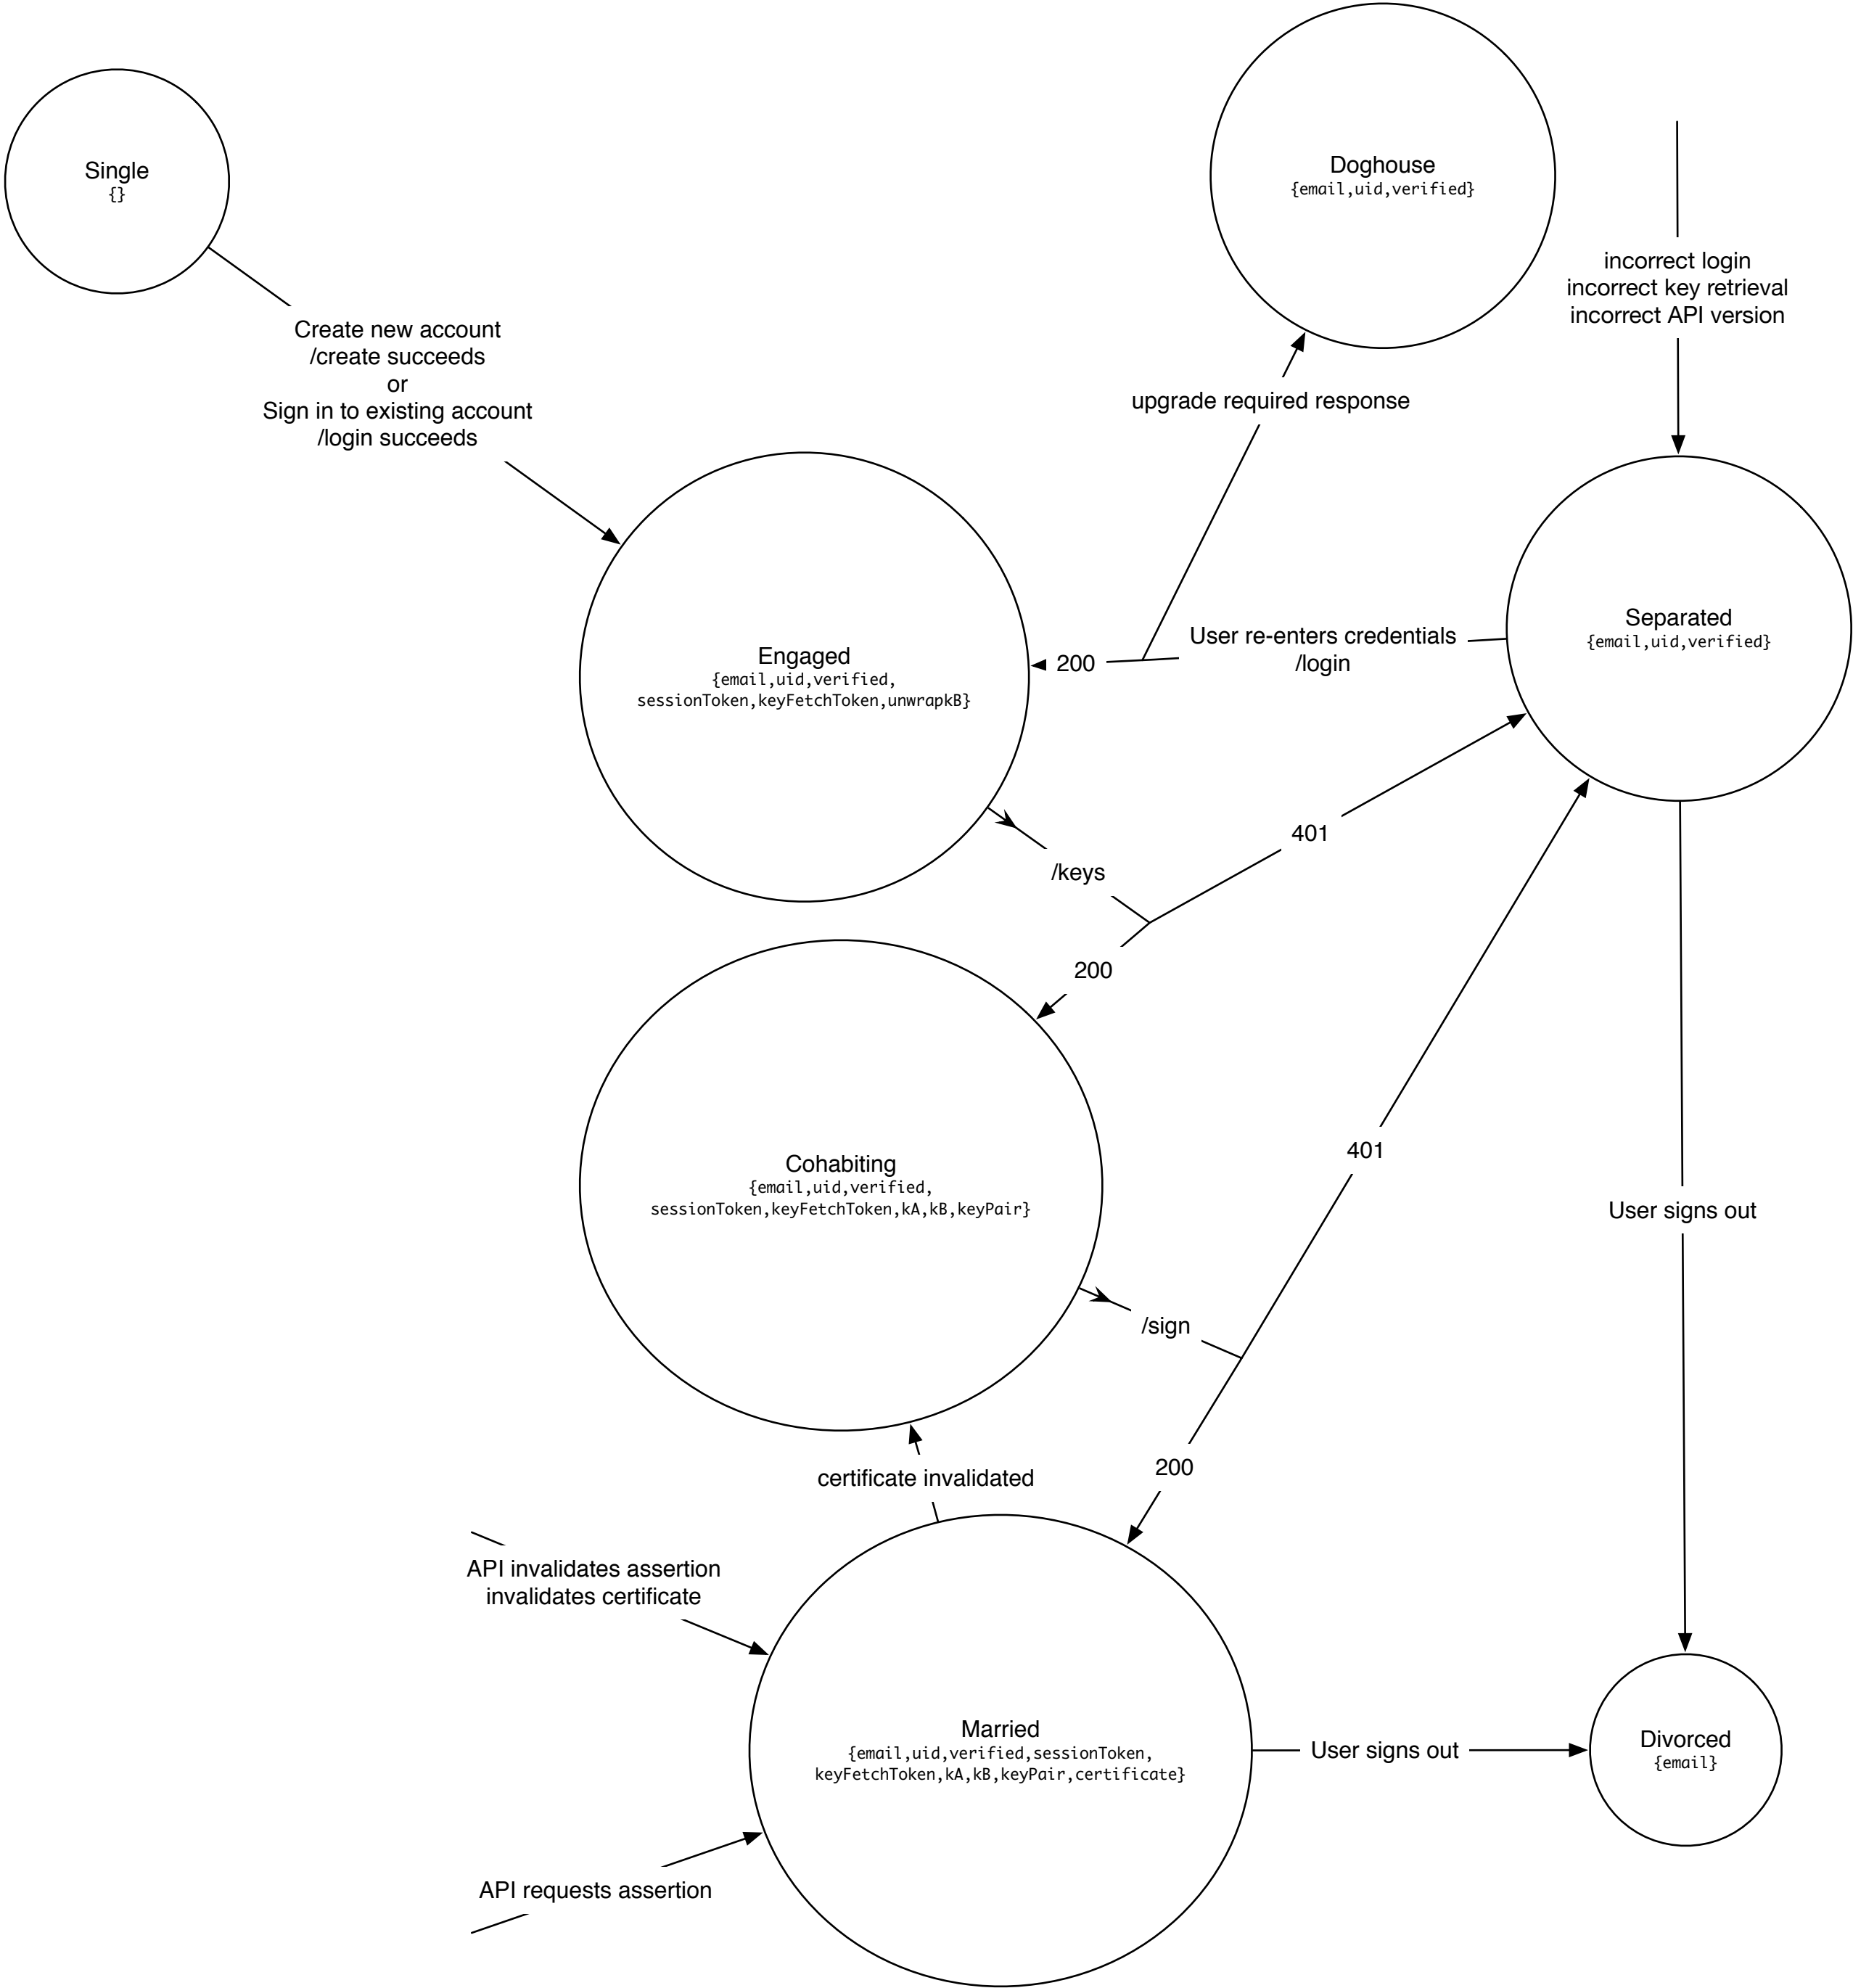 Single
{}
Doghouse
{email,uid,verified}
incorrect login
incorrect key retrieval
incorrect API version
Create new account
/create succeeds
or
Sign in to existing account
/login succeeds
upgrade required response
Separated
{email,uid,verified}
User re-enters credentials
/login
200
Engaged
{email,uid,verified,
sessionToken,keyFetchToken,unwrapkB}
401
/keys
200
Cohabiting
{email,uid,verified,
sessionToken,keyFetchToken,kA,kB,keyPair}
401
User signs out
/sign
200
certificate invalidated
API invalidates assertion
invalidates certificate
Married
{email,uid,verified,sessionToken,
keyFetchToken,kA,kB,keyPair,certificate}
User signs out
Divorced
{email}
API requests assertion